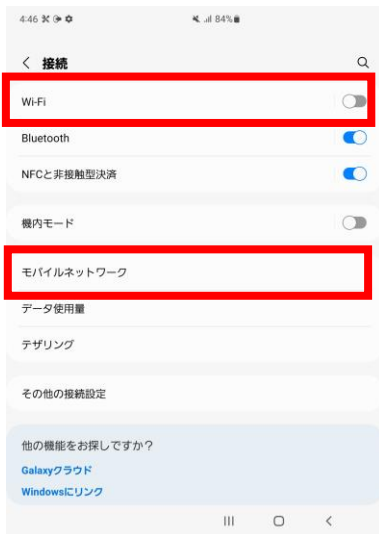 4:46 84%
接続
Wi-Fi
Bluetooth
NFCと非接触型決済
機内モード
モバイルネットワーク
データ使用量
テザリング
その他の接続設定
他の機能をお探しですか？
Galaxyクラウド
Windowsにリンク